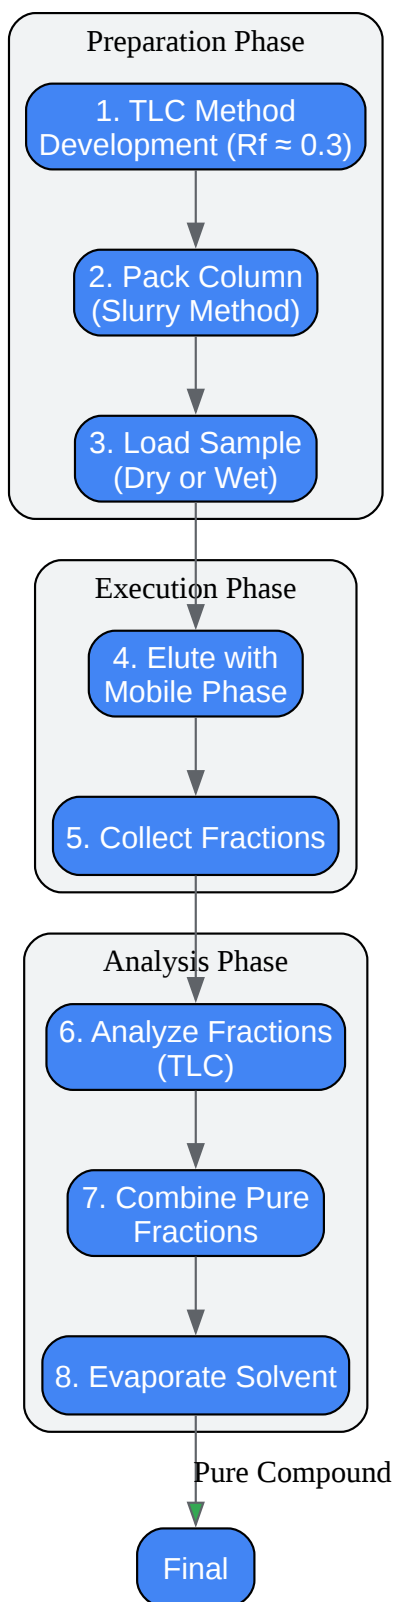 Preparation Phase
1. TLC Method
Development (Rf ≈ 0.3)
2. Pack Column
(Slurry Method)
3. Load Sample
(Dry or Wet)
Execution Phase
4. Elute with
Mobile Phase
5. Collect Fractions
Analysis Phase
6. Analyze Fractions
(TLC)
7. Combine Pure
Fractions
8. Evaporate Solvent
Pure Compound
Final